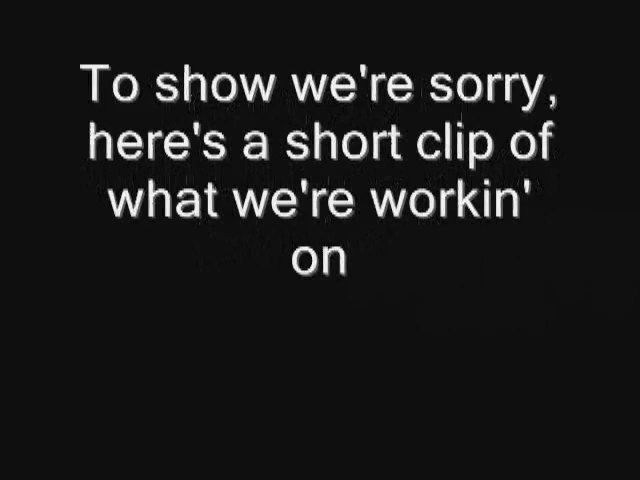 To show we're sorry,
here's a short clip of
what we're workin'
on